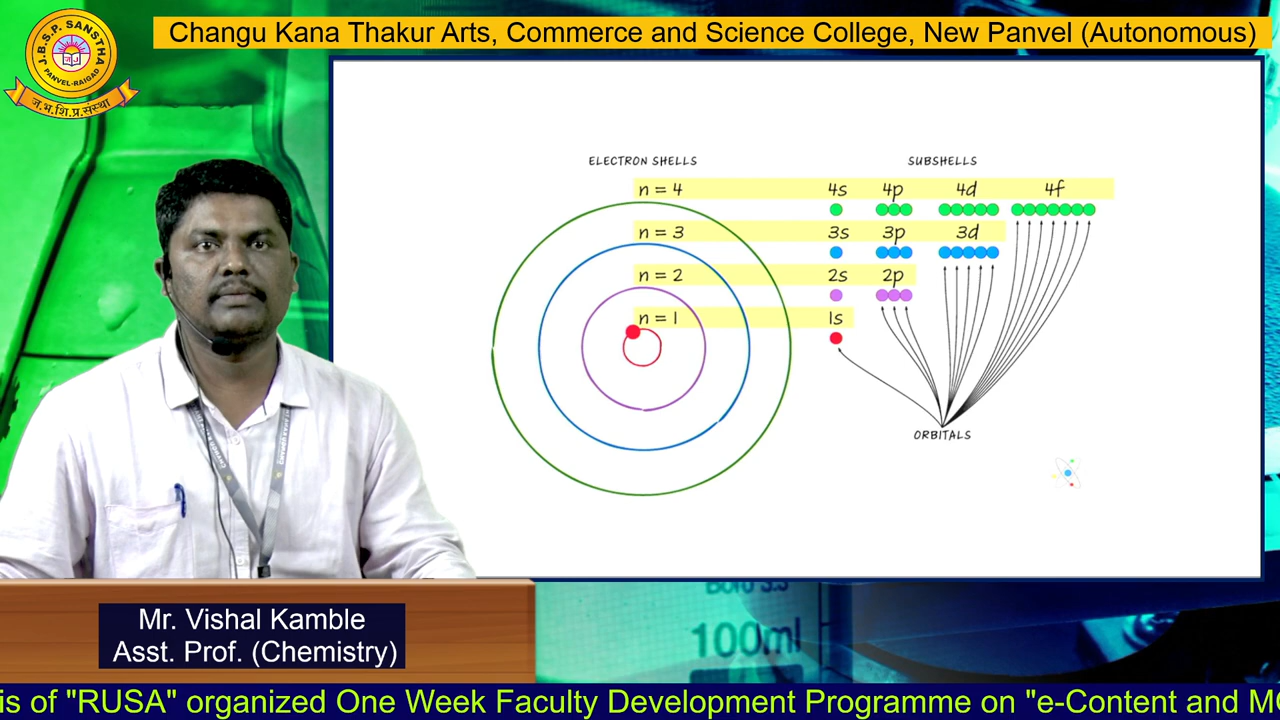 J.B.S.P. SANSTHA
PANVEL-RAIGAD
ज.भ.शि.प्र.संस्था
Changu Kana Thakur Arts, Commerce and Science College, New Panvel (Autonomous)
ELECTRON SHELLS SUBSHELLS
n = 4 4s 4p 4d 4f
n = 3 3s 3p 3d
n = 2 2s 2p
n = 1 1s
ORBITALS
Mr. Vishal Kamble
Asst. Prof. (Chemistry)
100ml
is of "RUSA" organized One Week Faculty Development Programme on "e-Content and M